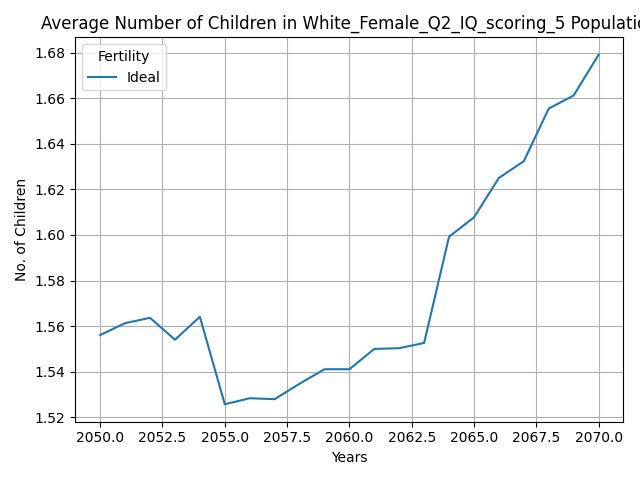 Average Number of Children in White_Female_Q2_IQ_scoring_5 Populatio
Fertility
Ideal
No. of Children
1.68
1.66
1.64
1.62
1.60
1.58
1.56
1.54
1.52
2050.0 2052.5 2055.0 2057.5 2060.0 2062.5 2065.0 2067.5 2070.0
Years